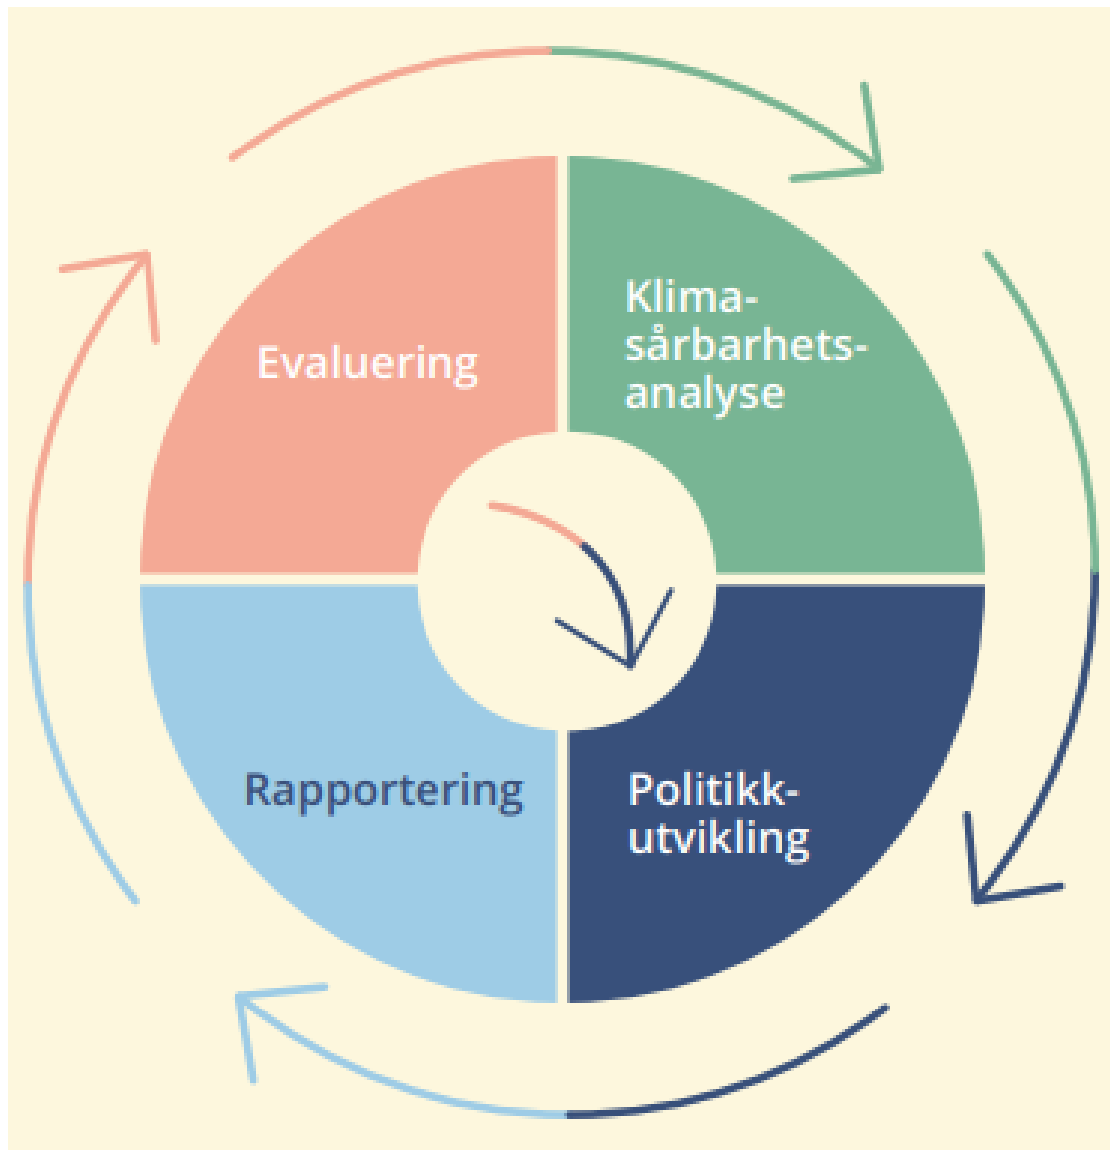 Evaluering
Klima-
sårbarhets-
analyse
Rapportering
Politikk-
utvikling